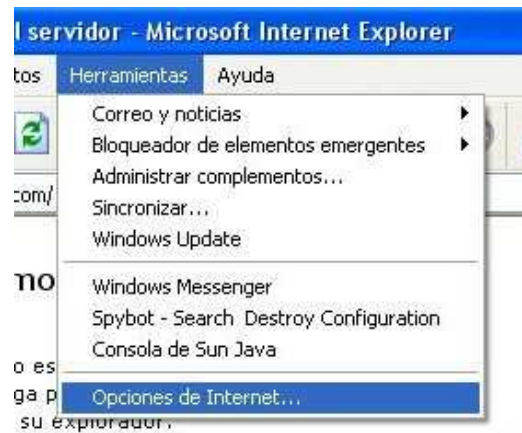 l servidor - Microsoft Internet Explorer
tos Herramientas Ayuda
Correo y noticias
Bloqueador de elementos emergentes
Administrar complementos...
com/
Sincronizar...
Windows Update
mo
Windows Messenger
Spybot - Search Destroy Configuration
Consola de Sun Java
o es
ga p
Opciones de Internet...
su explorador.